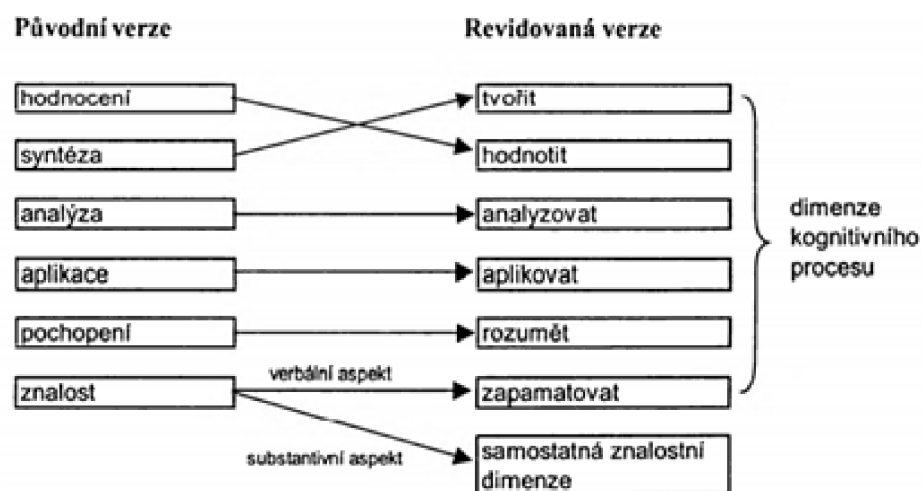 Původní verze
Revidovaná verze
hodnocení
tvořit
syntéza
hodnotit
analýza
analyzovat
aplikace
aplikovat
pochopení
rozumět
znalost
verbální aspekt
zapamatovat
substantivní aspekt
samostatná znalostní
dimenze
dimenze
kognitivního
procesu